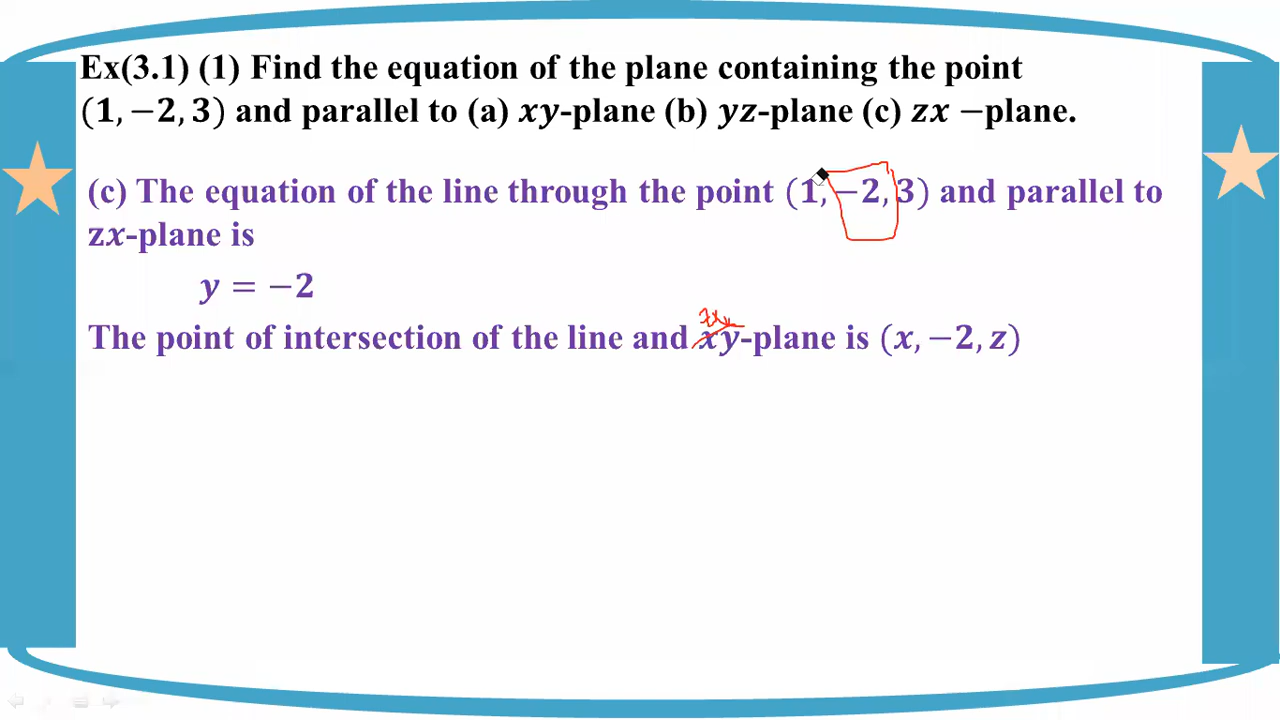 Ex(3.1) (1) Find the equation of the plane containing the point
(1, −2, 3) and parallel to (a) xy-plane (b) yz-plane (c) zx −plane.
(c) The equation of the line through the point (1, −2, 3) and parallel to
zx-plane is
y = −2
zx
The point of intersection of the line and xy-plane is (x, −2, z)